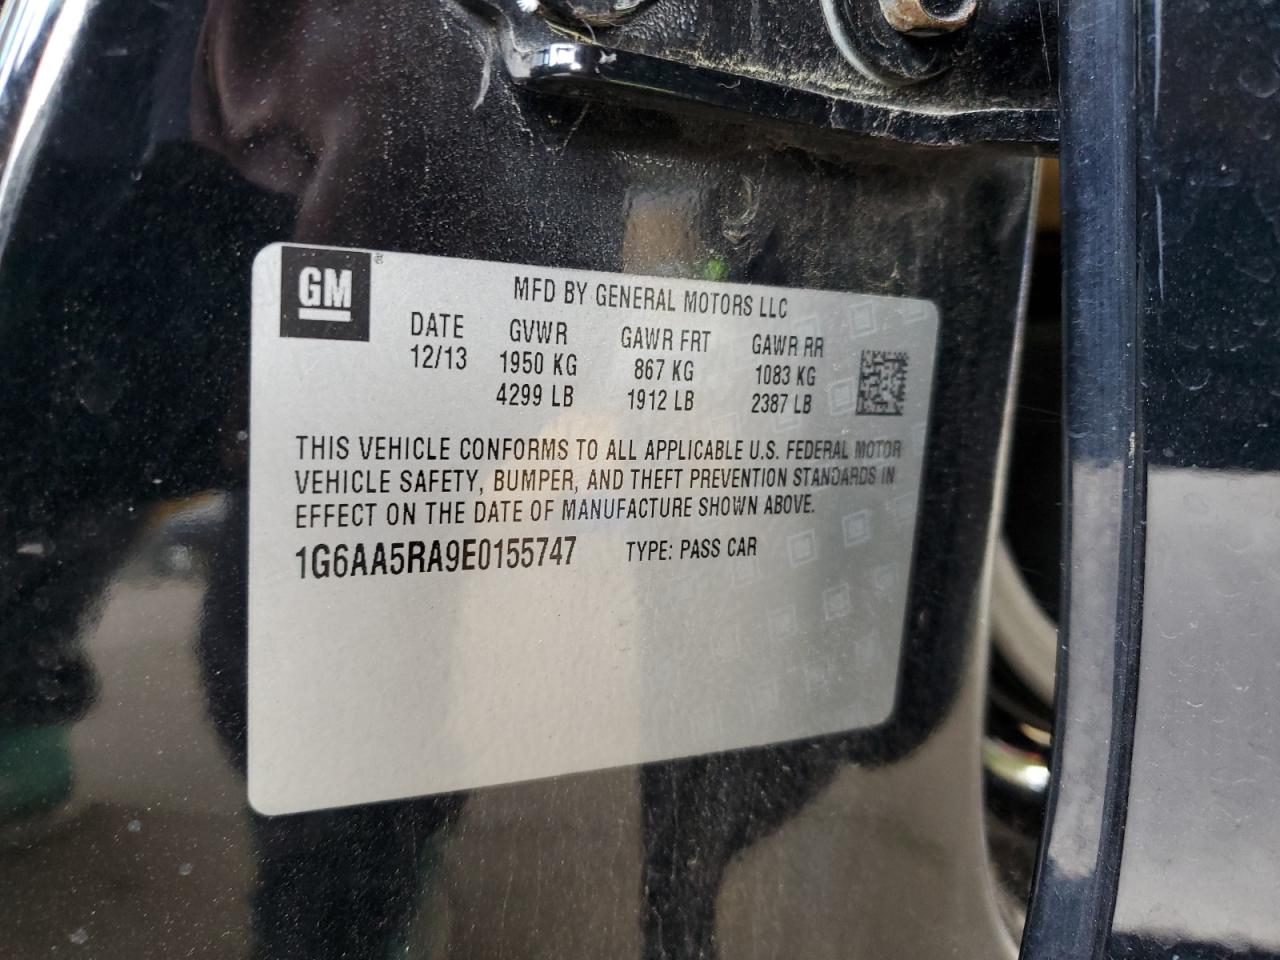 GM ®
MFD BY GENERAL MOTORS LLC
DATE GVWR GAWR FRT GAWR RR
12/13 1950 KG 867 KG 1083 KG
4299 LB 1912 LB 2387 LB
THIS VEHICLE CONFORMS TO ALL APPLICABLE U.S. FEDERAL MOTOR
VEHICLE SAFETY, BUMPER, AND THEFT PREVENTION STANDARDS IN
EFFECT ON THE DATE OF MANUFACTURE SHOWN ABOVE.
1G6AA5RA9E0155747 TYPE: PASS CAR